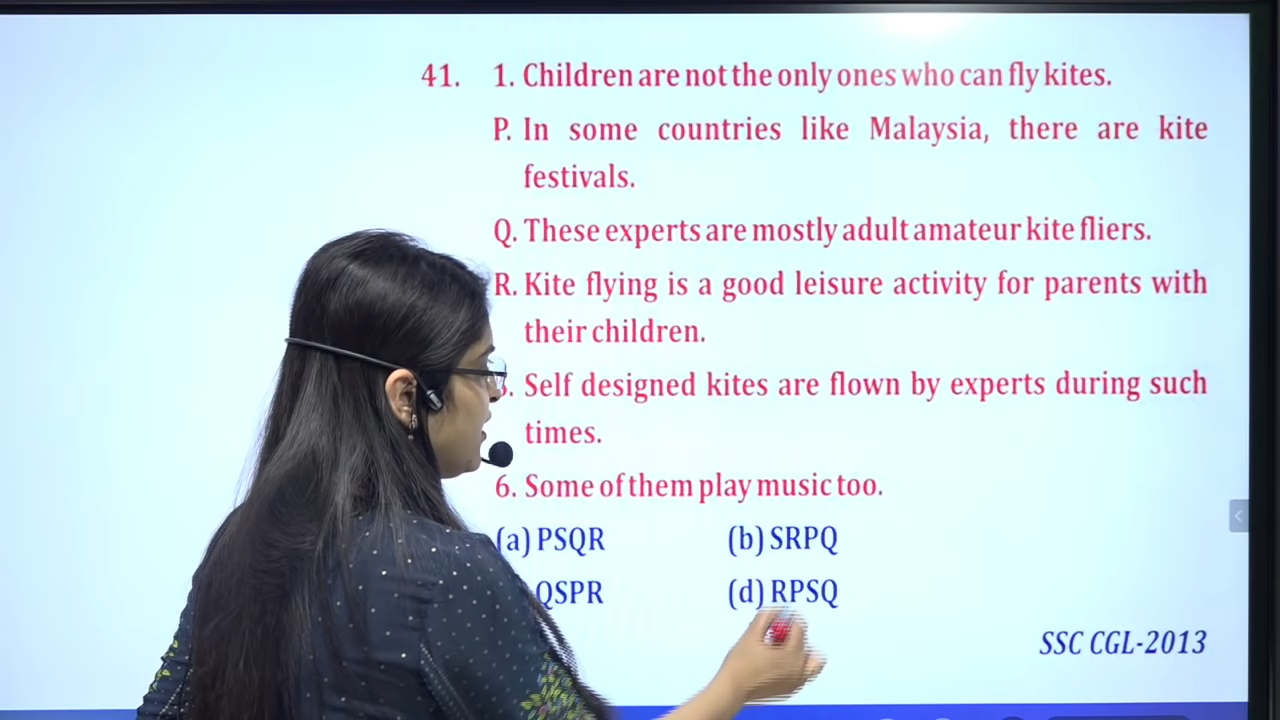 41. 1. Children are not the only ones who can fly kites.
P. In some countries like Malaysia, there are kite
festivals.
Q. These experts are mostly adult amateur kite fliers.
R. Kite flying is a good leisure activity for parents with
their children.
Self designed kites are flown by experts during such
times.
6. Some of them play music too.
(a) PSQR (b) SRPQ
QSPR (d) RPSQ
SSC CGL-2013